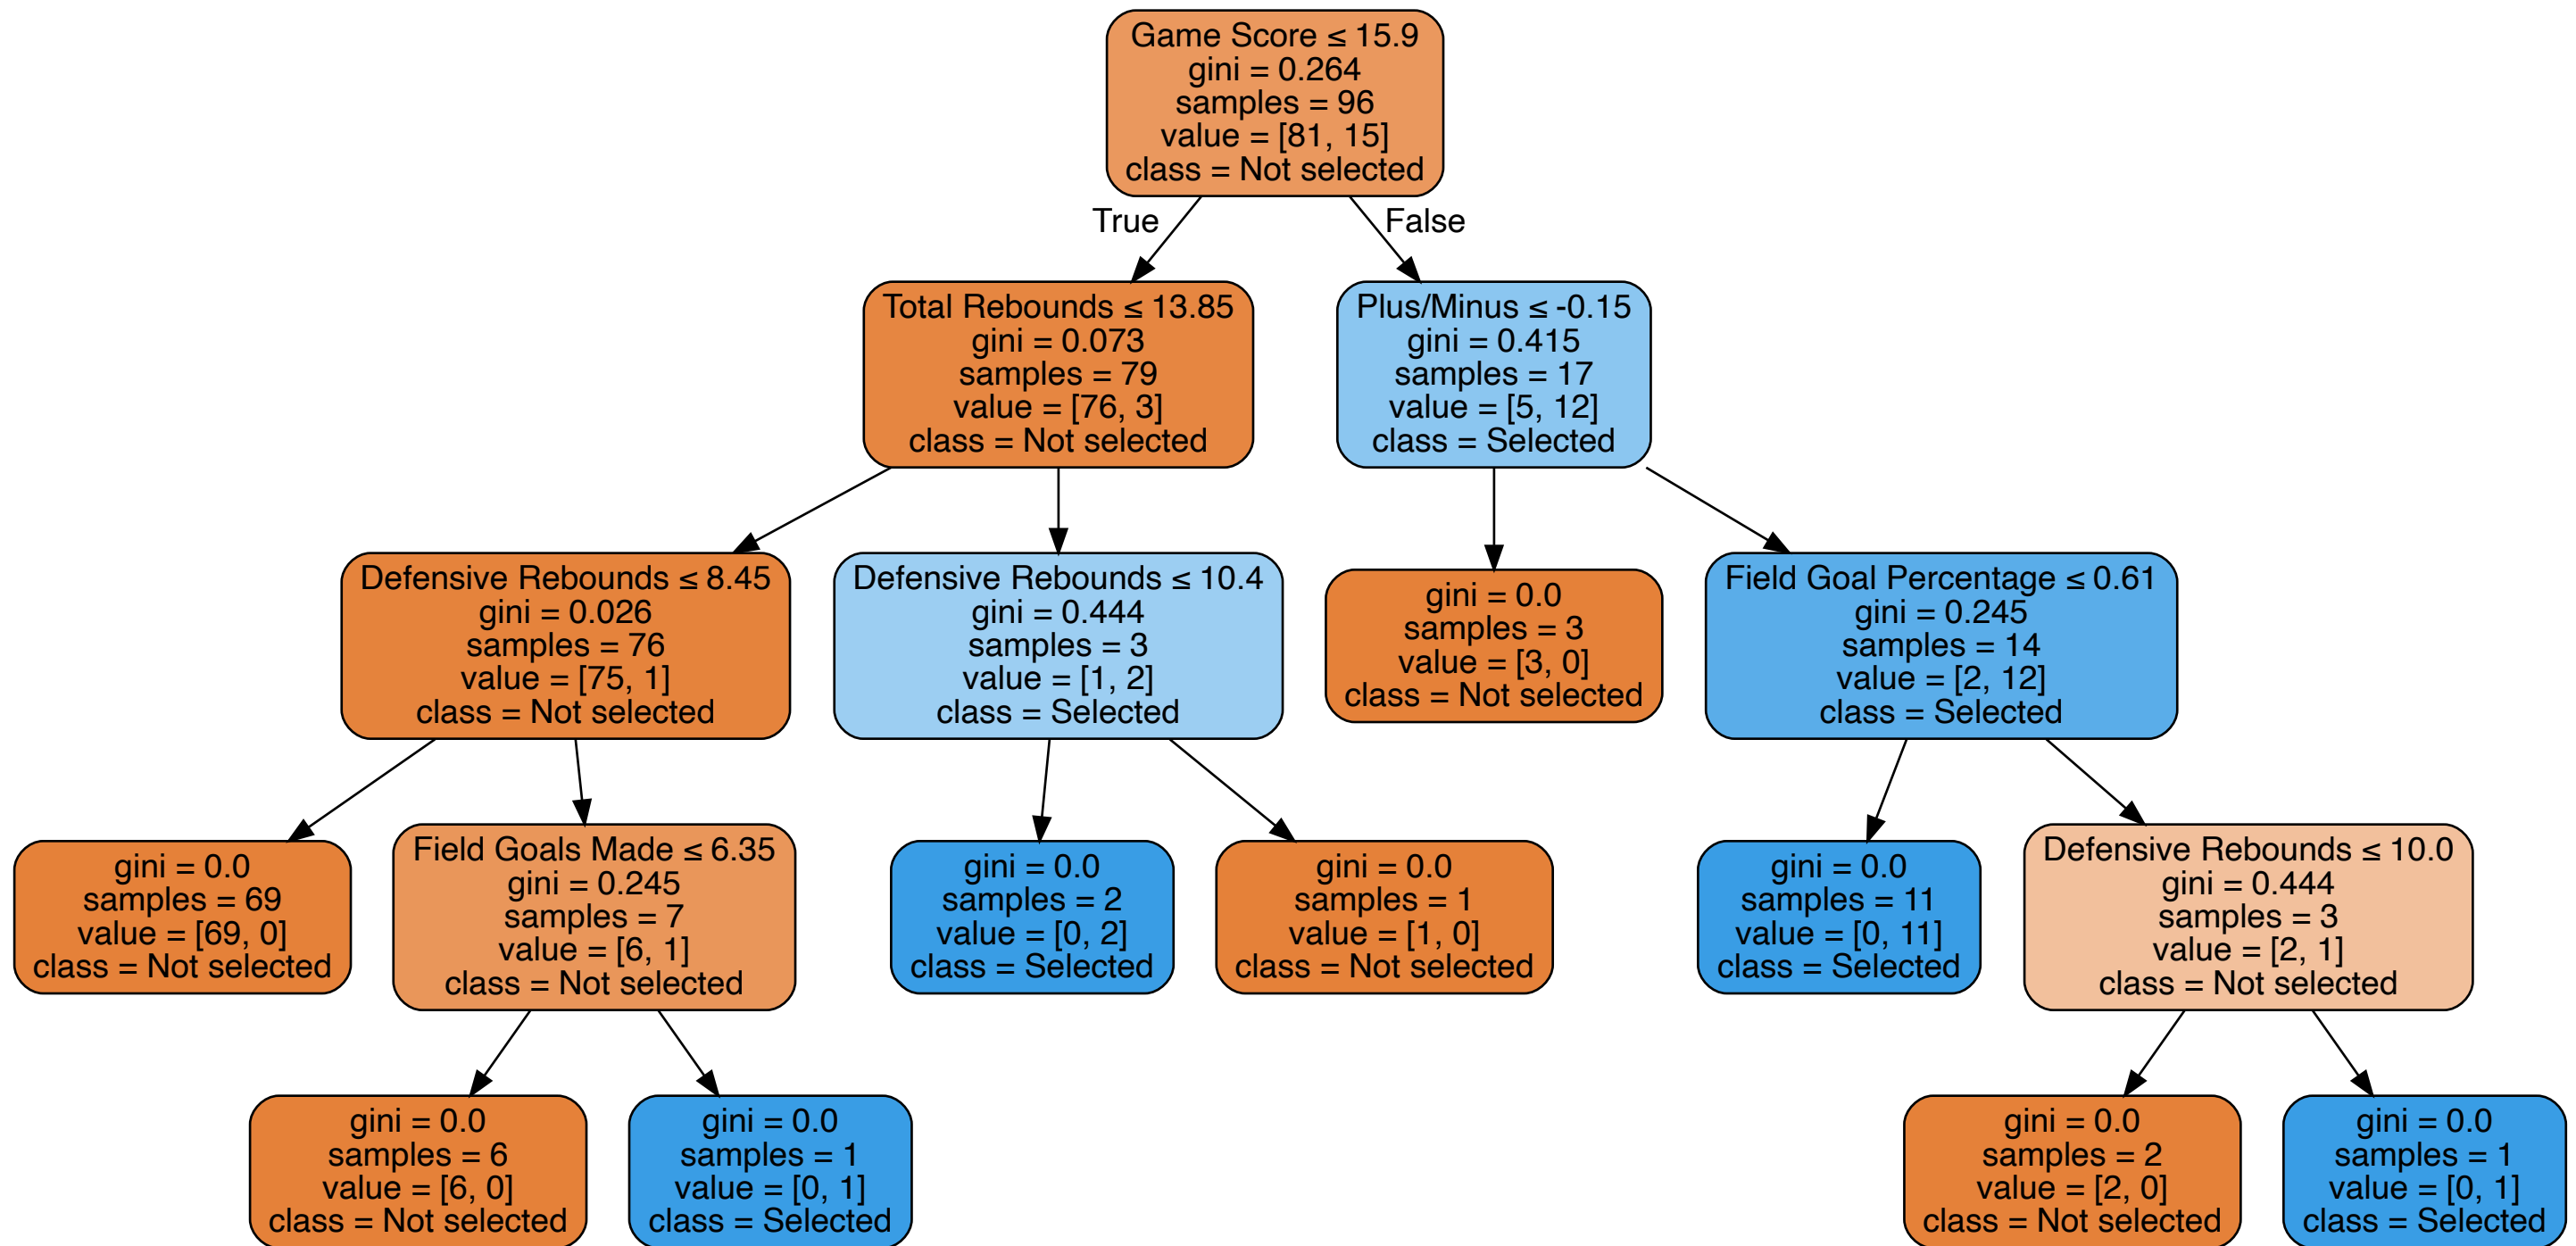 Game Score ≤ 15.9
gini = 0.264
samples = 96
value = [81, 15]
class = Not selected
True
False
Total Rebounds ≤ 13.85
gini = 0.073
samples = 79
value = [76, 3]
class = Not selected
Plus/Minus ≤ -0.15
gini = 0.415
samples = 17
value = [5, 12]
class = Selected
Defensive Rebounds ≤ 8.45
gini = 0.026
samples = 76
value = [75, 1]
class = Not selected
Defensive Rebounds ≤ 10.4
gini = 0.444
samples = 3
value = [1, 2]
class = Selected
gini = 0.0
samples = 3
value = [3, 0]
class = Not selected
Field Goal Percentage ≤ 0.61
gini = 0.245
samples = 14
value = [2, 12]
class = Selected
gini = 0.0
samples = 69
value = [69, 0]
class = Not selected
Field Goals Made ≤ 6.35
gini = 0.245
samples = 7
value = [6, 1]
class = Not selected
gini = 0.0
samples = 2
value = [0, 2]
class = Selected
gini = 0.0
samples = 1
value = [1, 0]
class = Not selected
gini = 0.0
samples = 11
value = [0, 11]
class = Selected
Defensive Rebounds ≤ 10.0
gini = 0.444
samples = 3
value = [2, 1]
class = Not selected
gini = 0.0
samples = 6
value = [6, 0]
class = Not selected
gini = 0.0
samples = 1
value = [0, 1]
class = Selected
gini = 0.0
samples = 2
value = [2, 0]
class = Not selected
gini = 0.0
samples = 1
value = [0, 1]
class = Selected